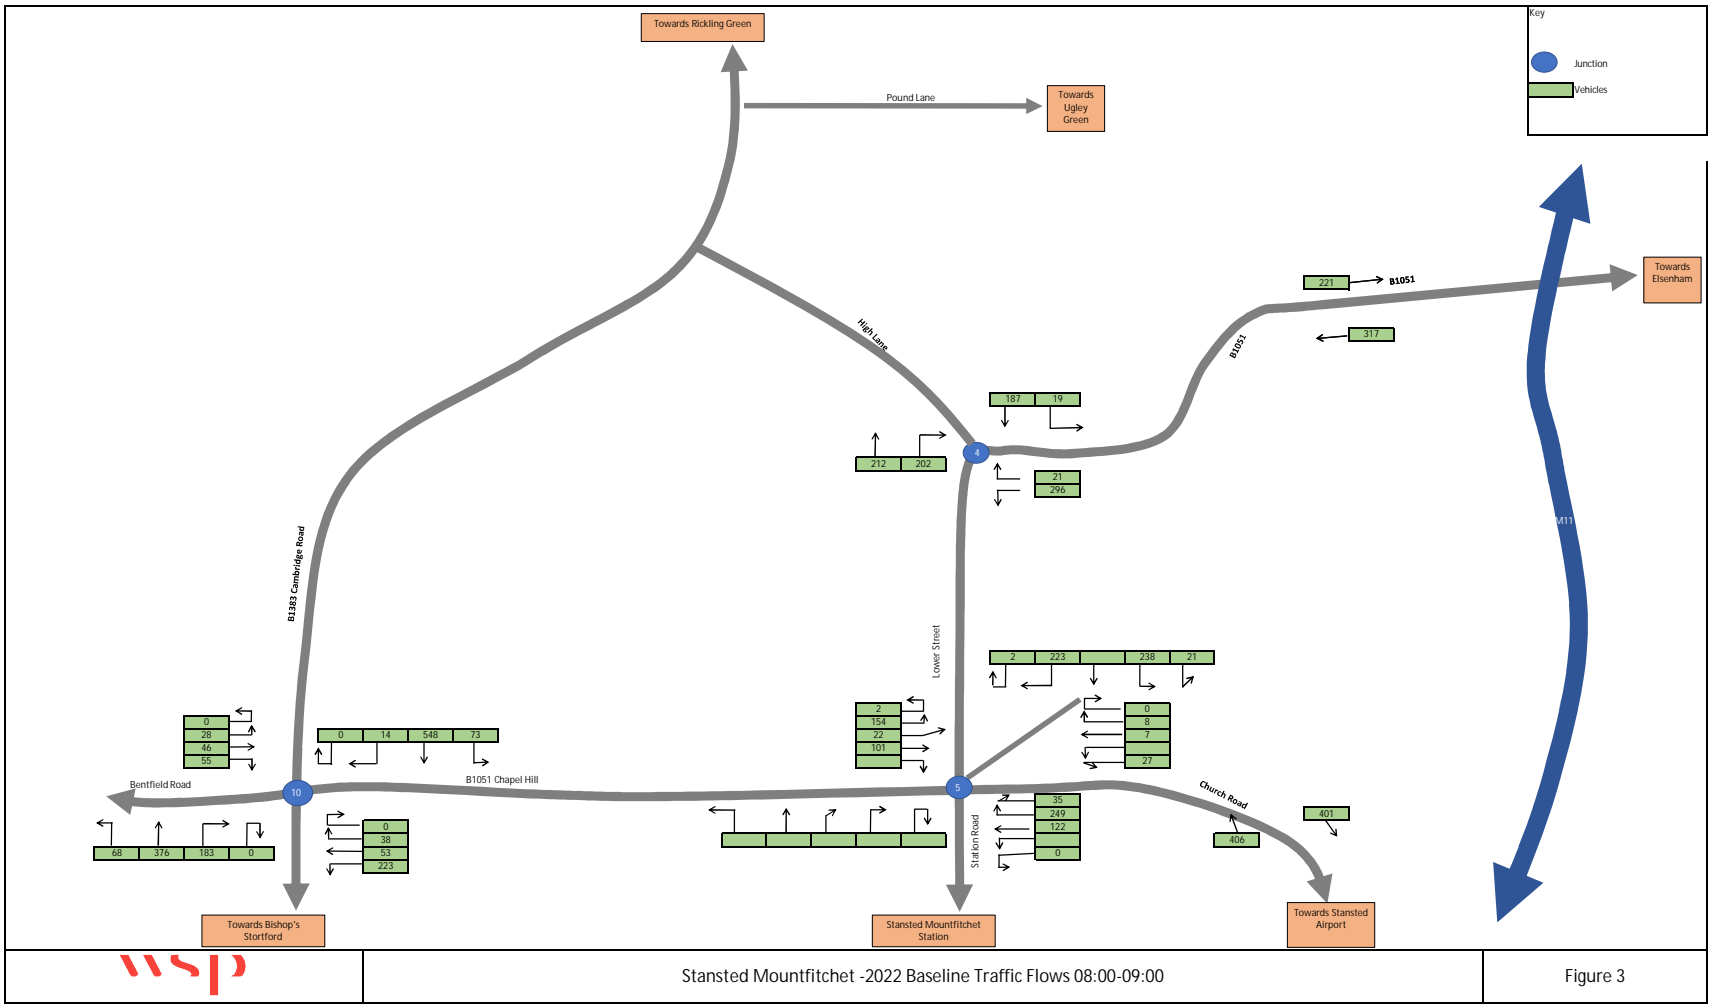 Towards Rickling Green
Key
Junction
Vehicles
Pound Lane
Towards
Ugley
Green
Towards
Elsenham
221
B1051
317
B1051
High Lane
187 19
212 202
4
21
296
M11
B1383 Cambridge Road
Lower Street
2 223 238 21
0
28
46
55
0 14 548 73
2
154
22
101
0
8
7
27
Bentfield Road
10
B1051 Chapel Hill
5
Church Road
35
249
122
0
401
406
68 376 183 0
0
38
53
223
Station Road
Towards Bishop's
Stortford
Stansted Mountfitchet
Station
Towards Stansted
Airport
wsp
Stansted Mountfitchet -2022 Baseline Traffic Flows 08:00-09:00
Figure 3